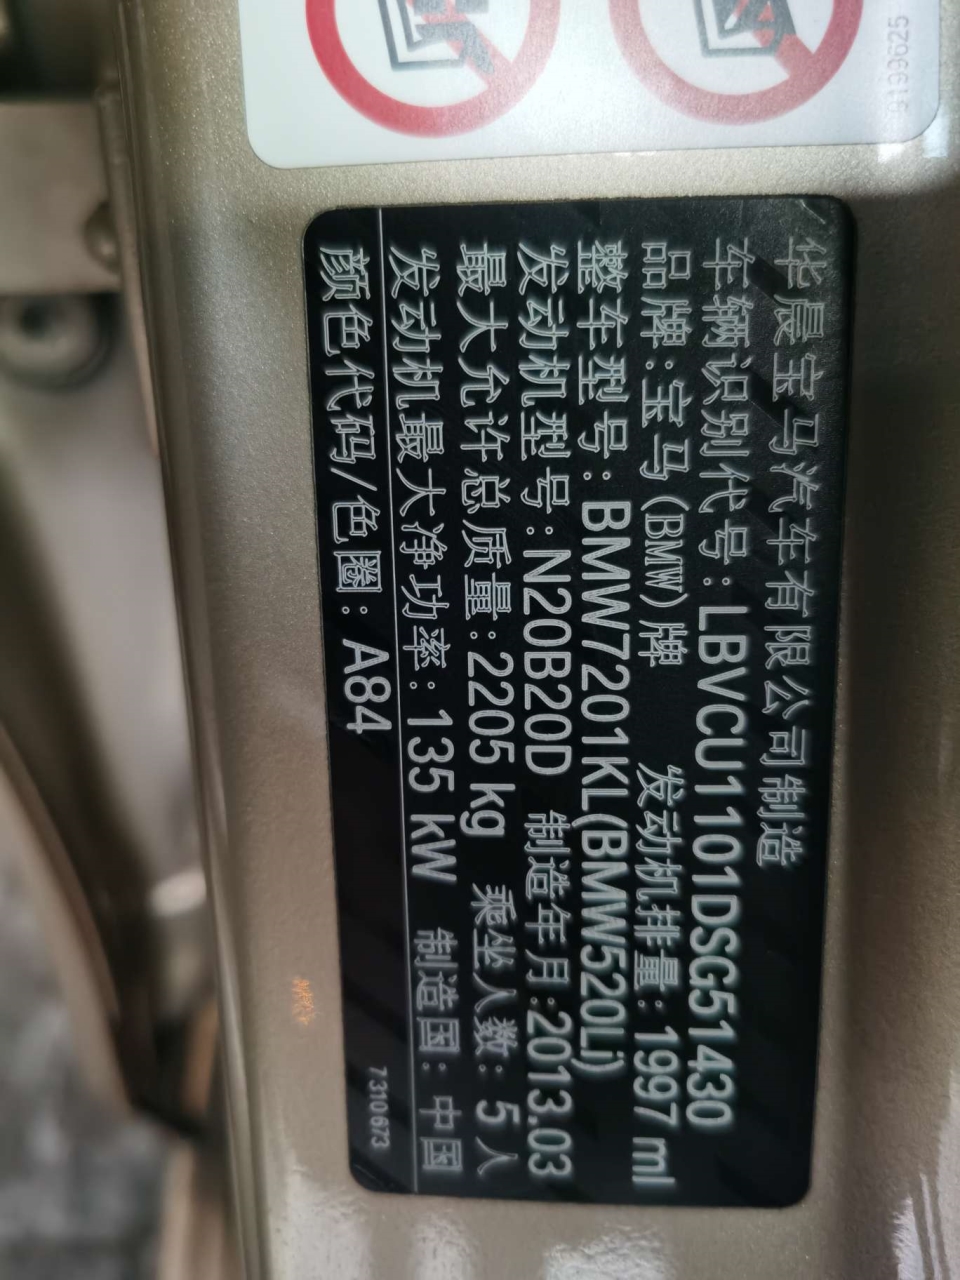 9199625
华晨宝马汽车有限公司制造
车辆识别代号:LBVCU1101DSG51430
品牌:宝马(BMW)牌 发动机排量:1997 ml
整车型号:BMW7201KL(BMW520Li)
发动机型号:N20B20D 制造年月:2013.03
最大允许总质量:2205 kg 乘坐人数:5 人
发动机最大净功率:135 kW 制造国:中国
颜色代码/色圈:A84
7310673